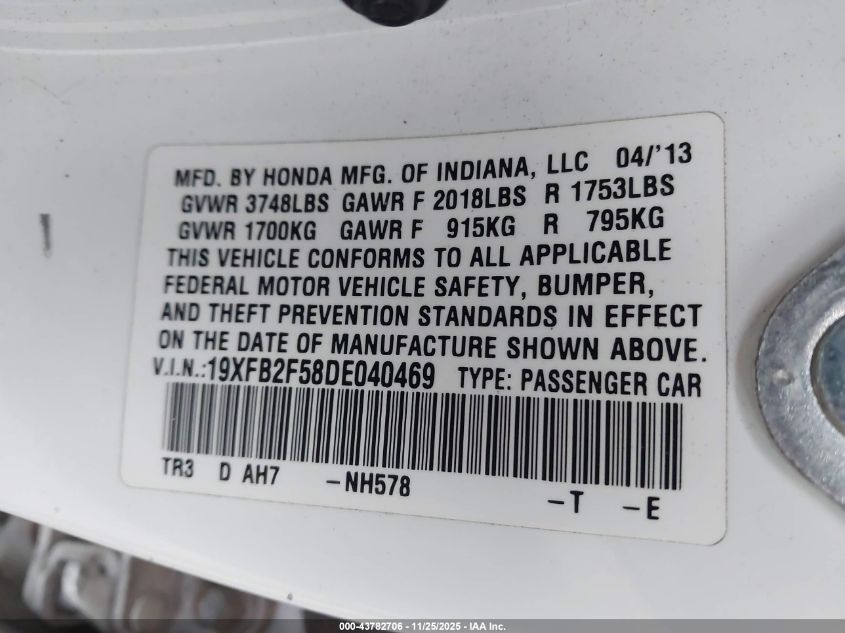 MFD. BY HONDA MFG. OF INDIANA, LLC 04/'13
GVWR 3748LBS GAWR F 2018LBS R 1753LBS
GVWR 1700KG GAWR F 915KG R 795KG
THIS VEHICLE CONFORMS TO ALL APPLICABLE
FEDERAL MOTOR VEHICLE SAFETY, BUMPER,
AND THEFT PREVENTION STANDARDS IN EFFECT
ON THE DATE OF MANUFACTURE SHOWN ABOVE.
V.I.N.:19XFB2F58DE040469 TYPE: PASSENGER CAR
TR3 D AH7 -NH578 -T -E
000-43782706 - 11/25/2025 - IAA Inc.